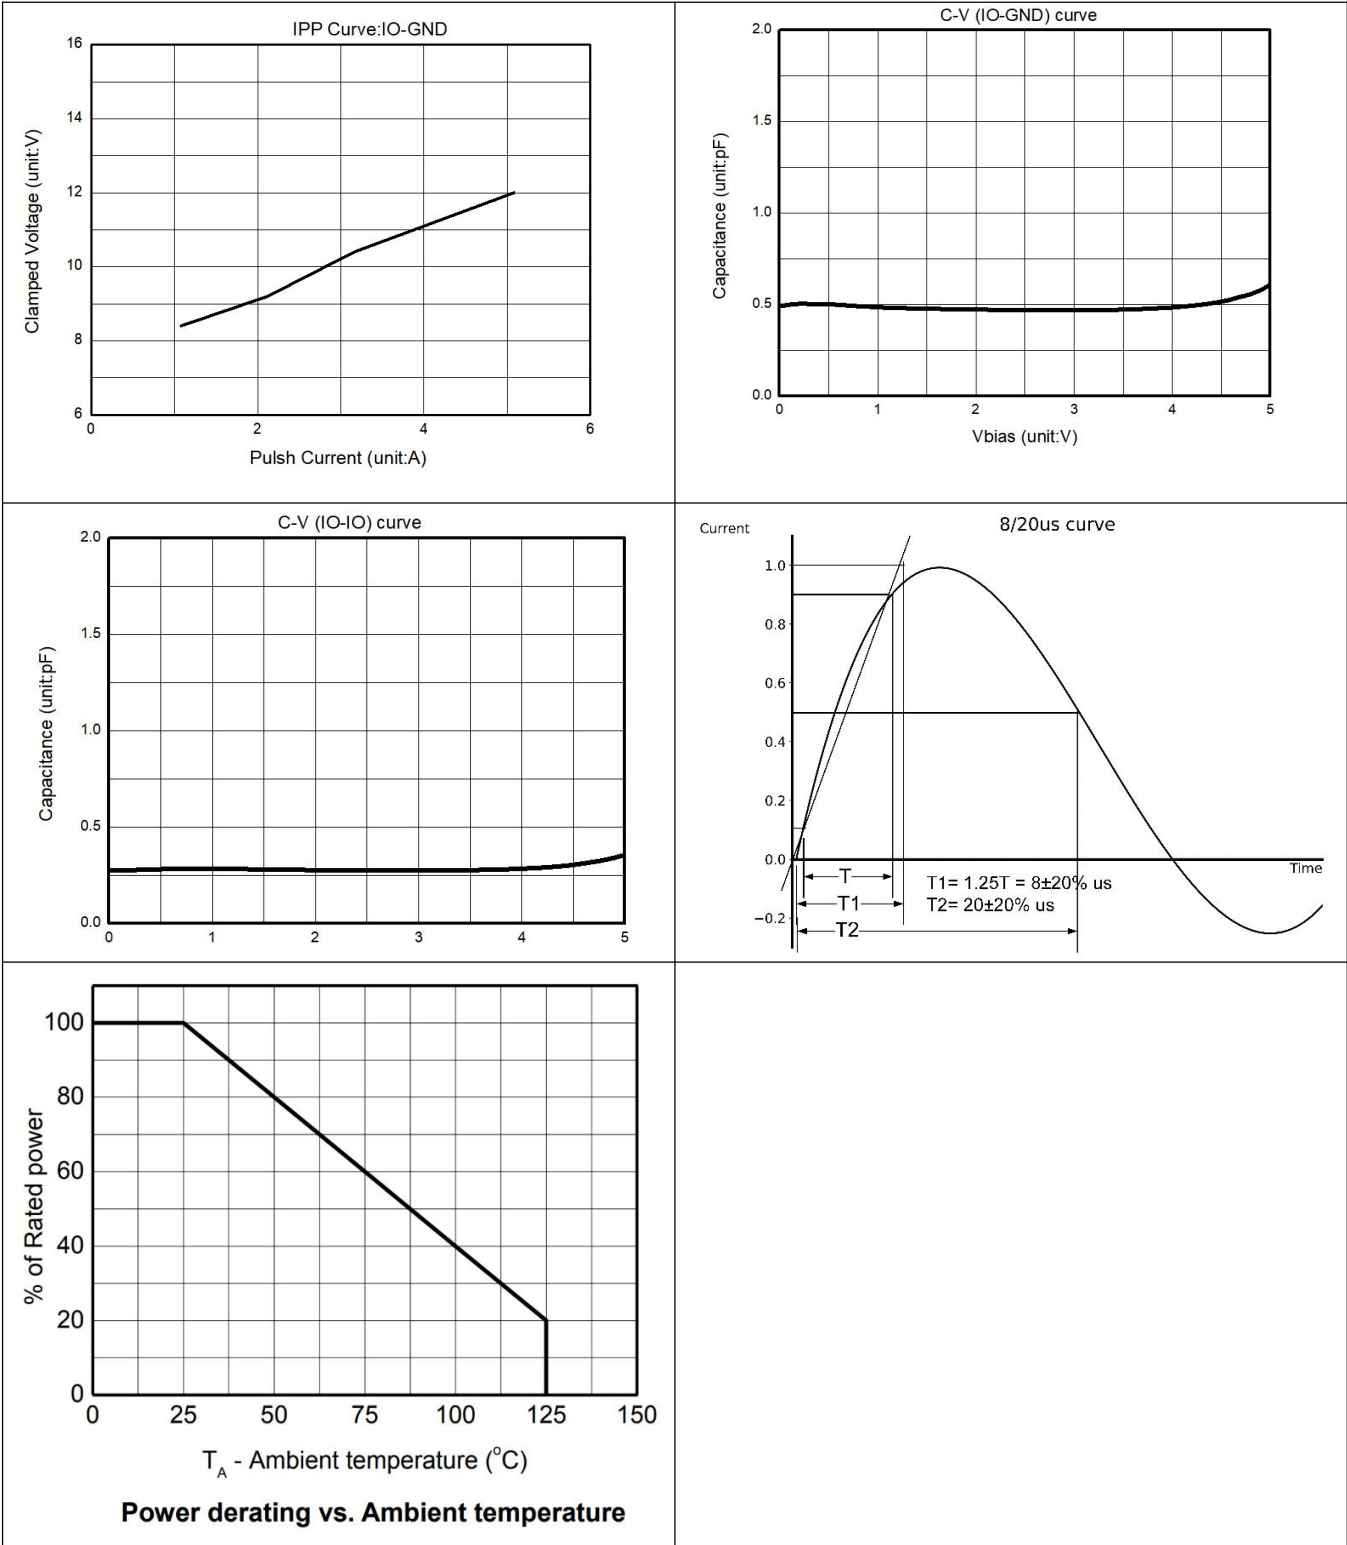 IPP Curve:IO-GND
16
14
12
10
8
6
0 2 4 6
Clamped Voltage (unit:V)
Pulsh Current (unit:A)
C-V (IO-GND) curve
2.0
1.5
1.0
0.5
0.0
0 1 2 3 4 5
Capacitance (unit:pF)
Vbias (unit:V)
C-V (IO-IO) curve
2.0
1.5
1.0
0.5
0.0
0 1 2 3 4 5
Capacitance (unit:pF)
Current
8/20us curve
1.0
0.8
0.6
0.4
0.2
0.0
−0.2
Time
T
T1
T2
T1= 1.25T = 8±20% us
T2= 20±20% us
100
80
60
40
20
0
0 25 50 75 100 125 150
% of Rated power
TA - Ambient temperature (oC)
Power derating vs. Ambient temperature